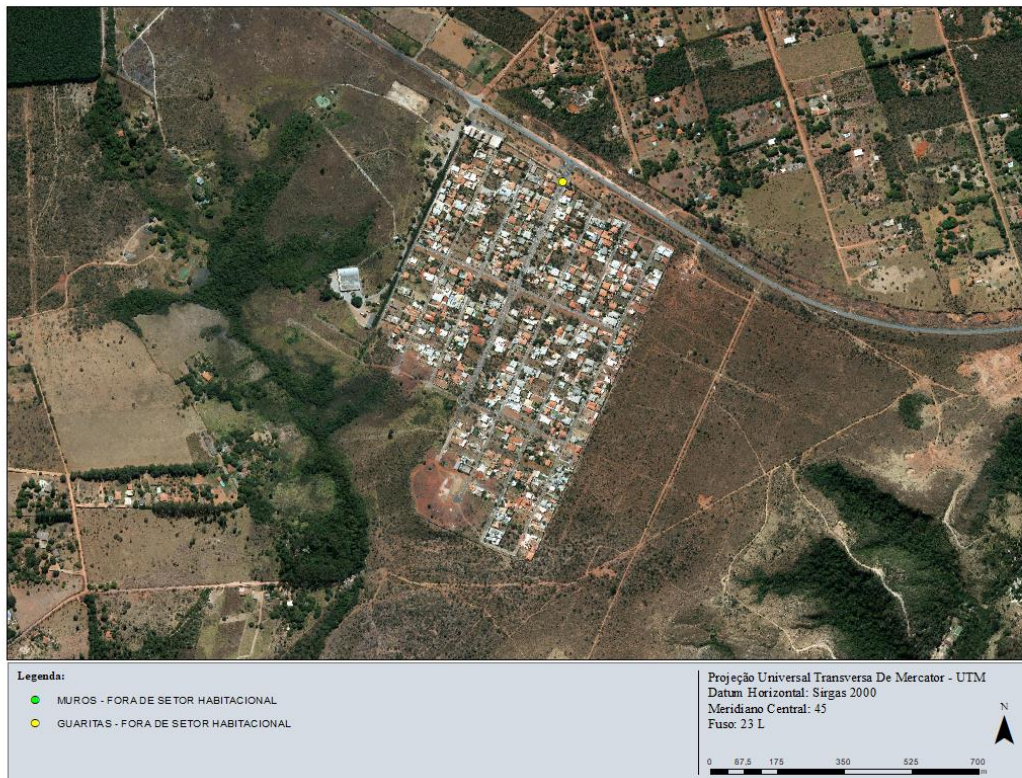 Legenda:
MUROS - FORA DE SETOR HABITACIONAL
GUARITAS - FORA DE SETOR HABITACIONAL
Projeção Universal Transversa De Mercator - UTM
Datum Horizontal: Sirgas 2000
Meridiano Central: 45
Fuso: 23 L
N
0 87,5 175 350 525 700
m